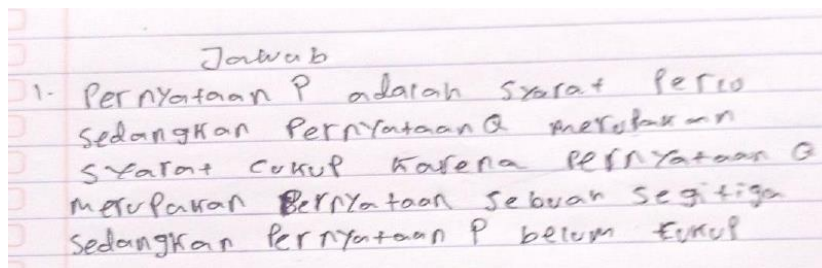 Jawab
1. Pernyataan P adalah syarat Perlo
sedangkan Pernyataan Q merupakan
syarat cukup karena pernyataan Q
merupakan Pernyataan sebuah segitiga
sedangkan Pernyataan P belum cukup